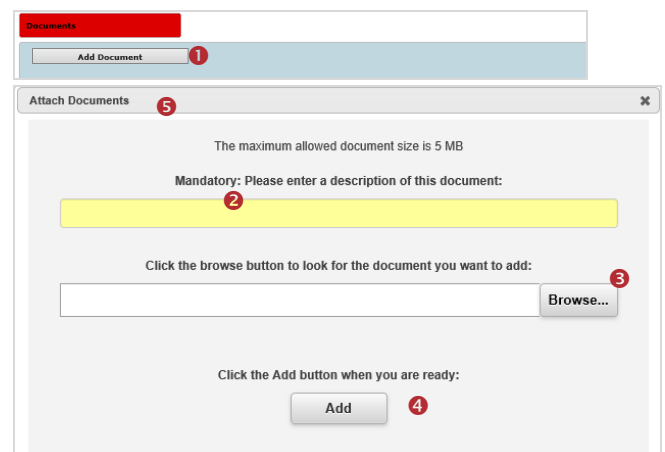 Documents
Add Document 1
Attach Documents 5 ✖
The maximum allowed document size is 5 MB
Mandatory: Please enter a description of this document:
2
Click the browse button to look for the document you want to add:
3
Browse...
Click the Add button when you are ready:
Add 4